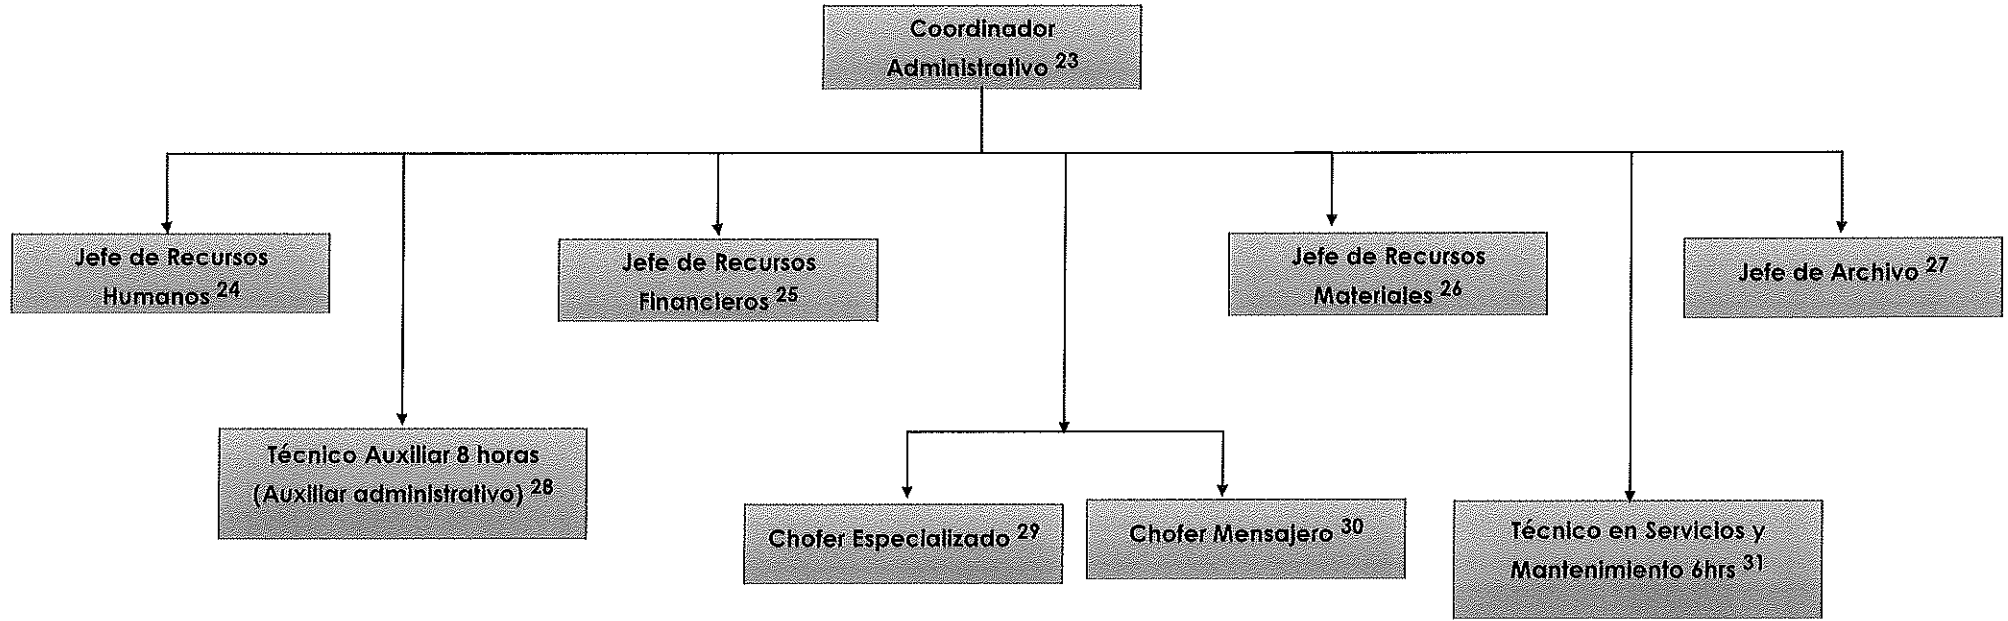 Coordinador
Administrativo 23
Jefe de Recursos
Humanos 24
Jefe de Recursos
Financieros 25
Jefe de Recursos
Materiales 26
Jefe de Archivo 27
Técnico Auxiliar 8 horas
(Auxiliar administrativo) 28
Chofer Especializado 29
Chofer Mensajero 30
Técnico en Servicios y
Mantenimiento 6hrs 31